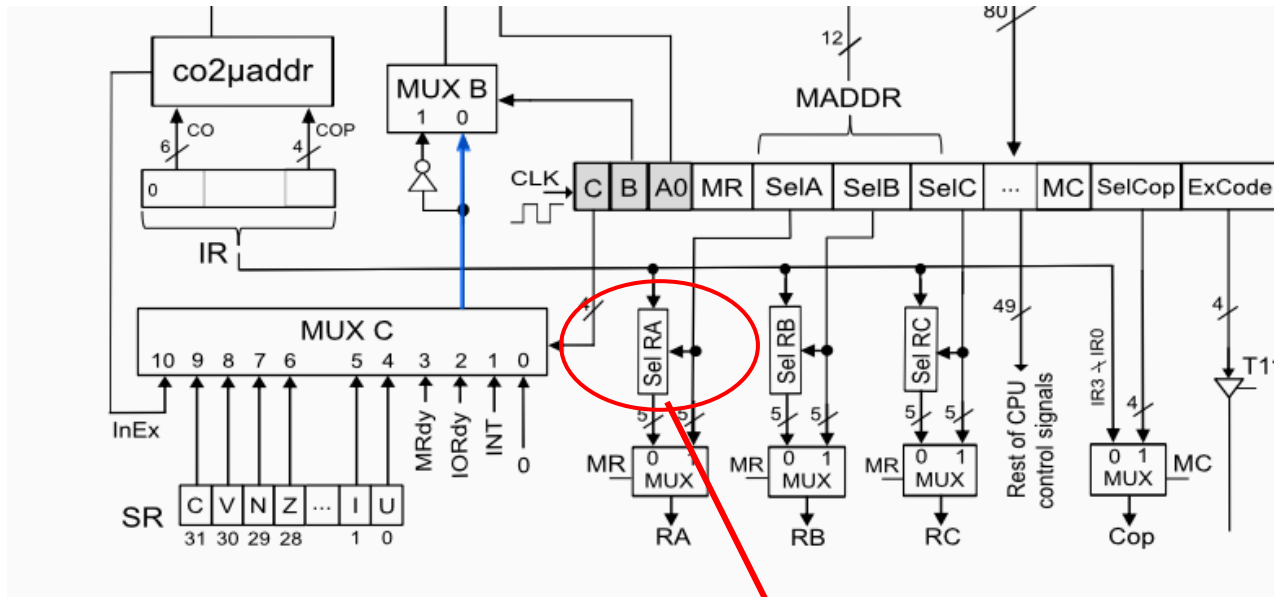 80
12
co2µaddr
MUX B
1 0
MADDR
CO
COP
6
4
0
CLK
C B A0 MR SelA SelB SelC ... MC SelCop ExCode
IR
4
49
4
MUX C
10 9 8 7 6 5 4 3 2 1 0
Sel RA
Sel RB
Sel RC
IR3 IR0
T11
InEx
MRdy
IORdy
INT
0
5 5 5 5 5 5
4
Rest of CPU
control signals
MR 0 1 MUX
MR 0 1 MUX
MR 0 1 MUX
0 1 MUX MC
SR
C V N Z ... I U
31 30 29 28 1 0
RA RB RC Cop